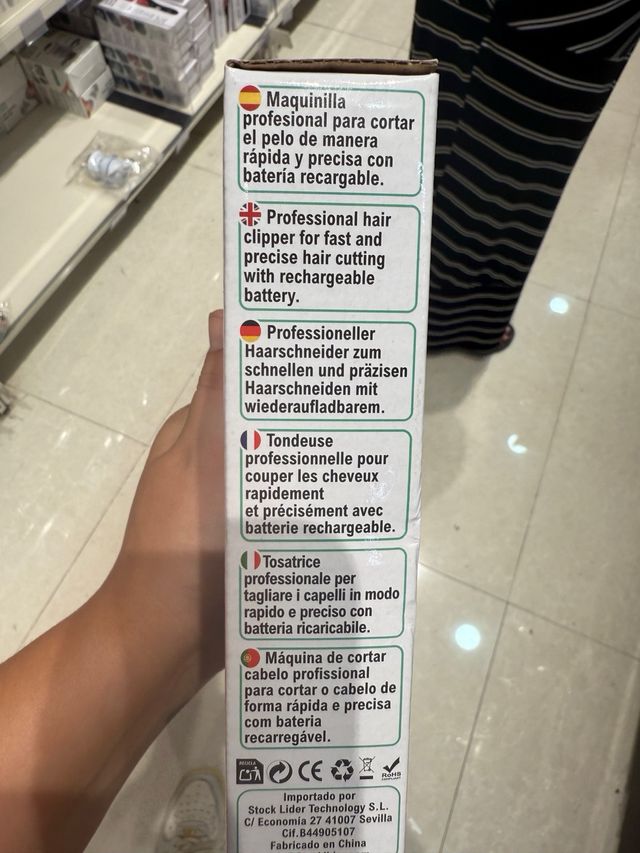 Maquinilla
profesional para cortar
el pelo de manera
rápida y precisa con
batería recargable.
Professional hair
clipper for fast and
precise hair cutting
with rechargeable
battery.
Professioneller
Haarschneider zum
schnellen und präzisen
Haarschneiden mit
wiederaufladbarem.
Tondeuse
professionnelle pour
couper les cheveux
rapidement
et précisément avec
batterie rechargeable.
Tosatrice
professionale per
tagliare i capelli in modo
rapido e preciso con
batteria ricaricabile.
Máquina de cortar
cabelo profissional
para cortar o cabelo de
forma rápida e precisa
com bateria
recarregável.
RECICLA
CE
RoHS
COMPLIANT
Importado por
Stock Lider Technology S.L.
C/ Economía 27 41007 Sevilla
Cif.B44905107
Fabricado en China